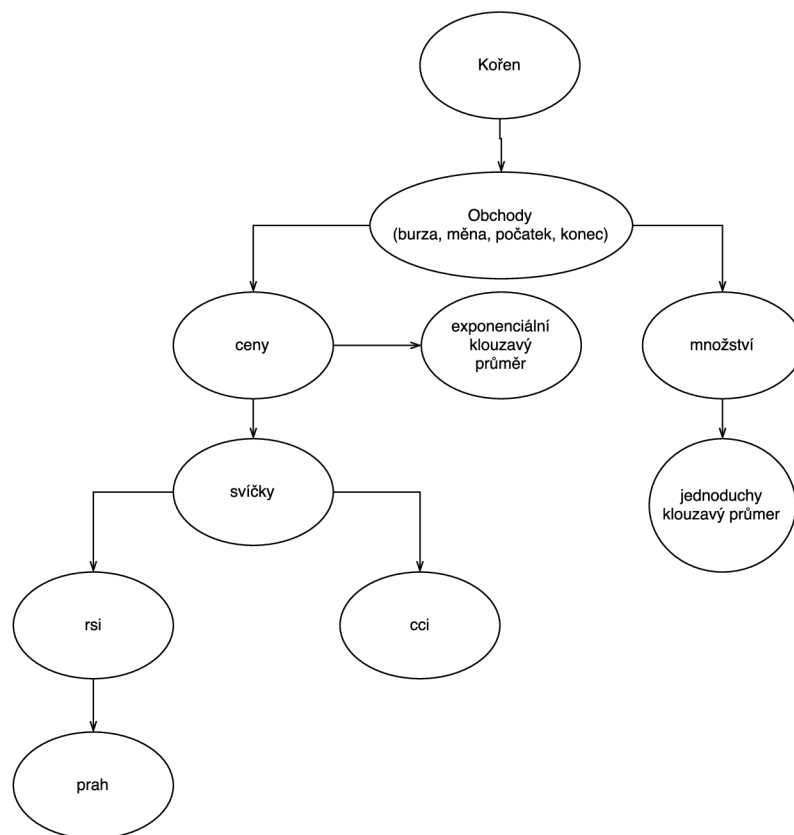 Kořen
Obchody
(burza, měna, počatek, konec)
ceny
exponenciální
klouzavý
průměr
množství
svíčky
jednoduchy
klouzavý průmer
rsi
cci
prah